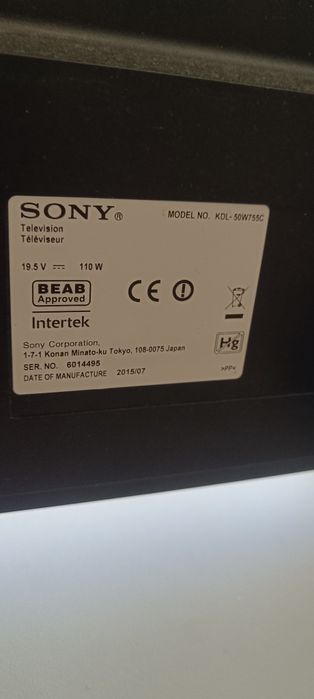 SONY® MODEL NO. KDL-50W755C
Television
Téléviseur
19.5 V ⎓ 110 W
BEAB
Approved
CE
Intertek
Hg
Sony Corporation,
1-7-1 Konan Minato-ku Tokyo, 108-0075 Japan
SER. NO. 6014495
>PP<
DATE OF MANUFACTURE 2015/07